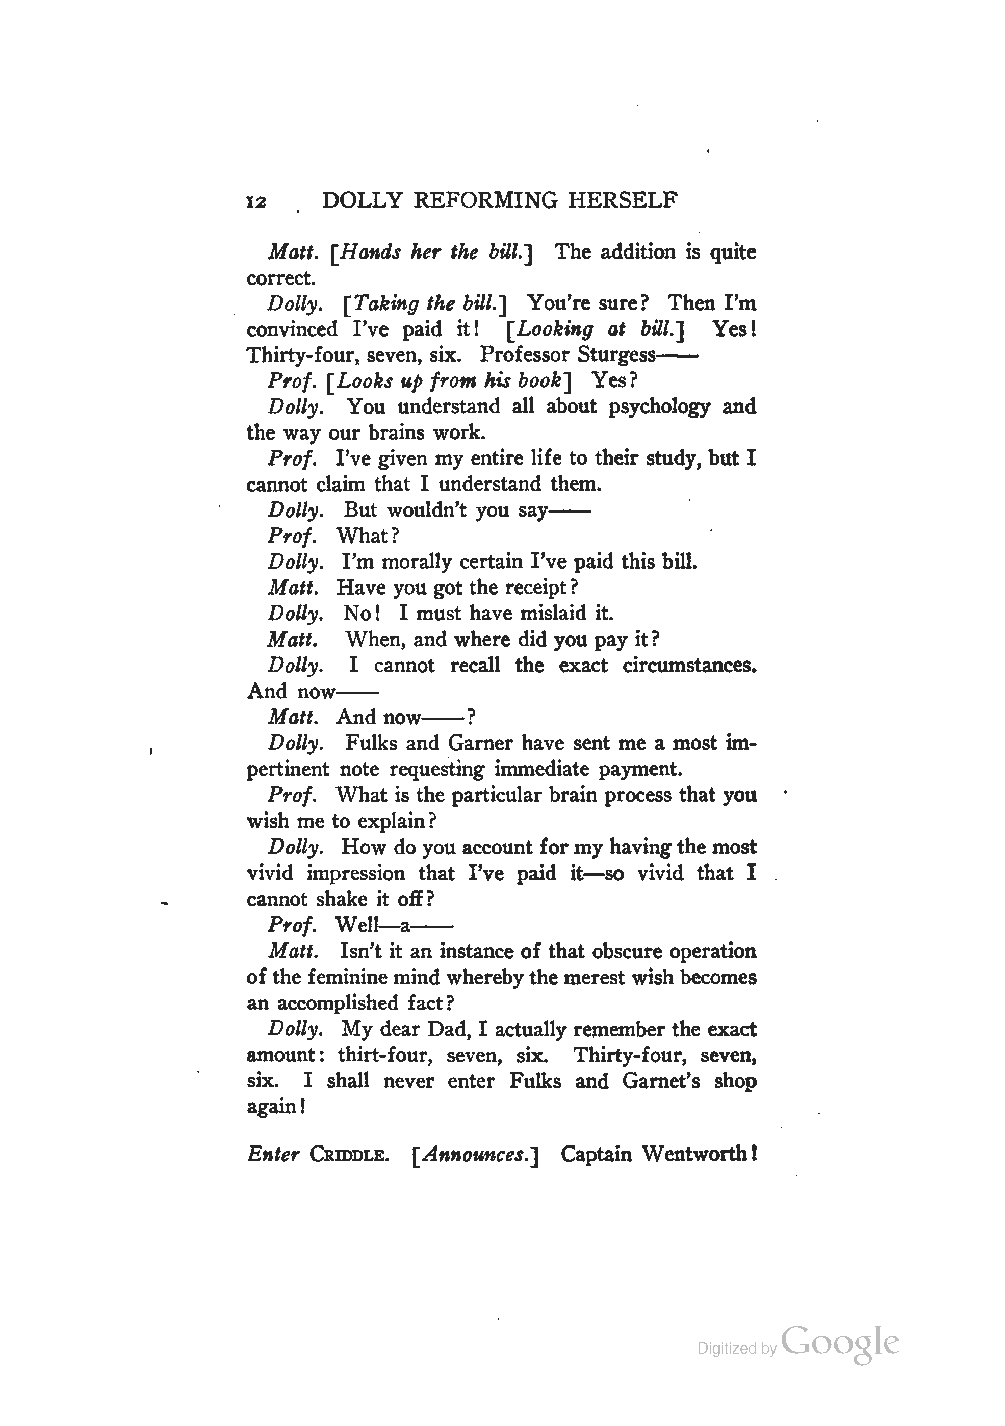 12 DOLLY REFORMING HERSELF
Matt. [Hands her the bill.] The addition is quite
correct.
Dolly. [Taking the bill.] You're sure? Then I'm
convinced I've paid it! [Looking at bill.] Yes!
Thirty-four, seven, six. Professor Sturgess——
Prof. [Looks up from his book] Yes?
Dolly. You understand all about psychology and
the way our brains work.
Prof. I've given my entire life to their study, but I
cannot claim that I understand them.
Dolly. But wouldn't you say——
Prof. What?
Dolly. I'm morally certain I've paid this bill.
Matt. Have you got the receipt?
Dolly. No! I must have mislaid it.
Matt. When, and where did you pay it?
Dolly. I cannot recall the exact circumstances.
And now——
Matt. And now——?
Dolly. Fulks and Garner have sent me a most im-
pertinent note requesting immediate payment.
Prof. What is the particular brain process that you
wish me to explain?
Dolly. How do you account for my having the most
vivid impression that I've paid it—so vivid that I
cannot shake it off?
Prof. Well—a——
Matt. Isn't it an instance of that obscure operation
of the feminine mind whereby the merest wish becomes
an accomplished fact?
Dolly. My dear Dad, I actually remember the exact
amount: thirt-four, seven, six. Thirty-four, seven,
six. I shall never enter Fulks and Garnet's shop
again!
Enter CRIDDLE. [Announces.] Captain Wentworth!
Digitized by Google